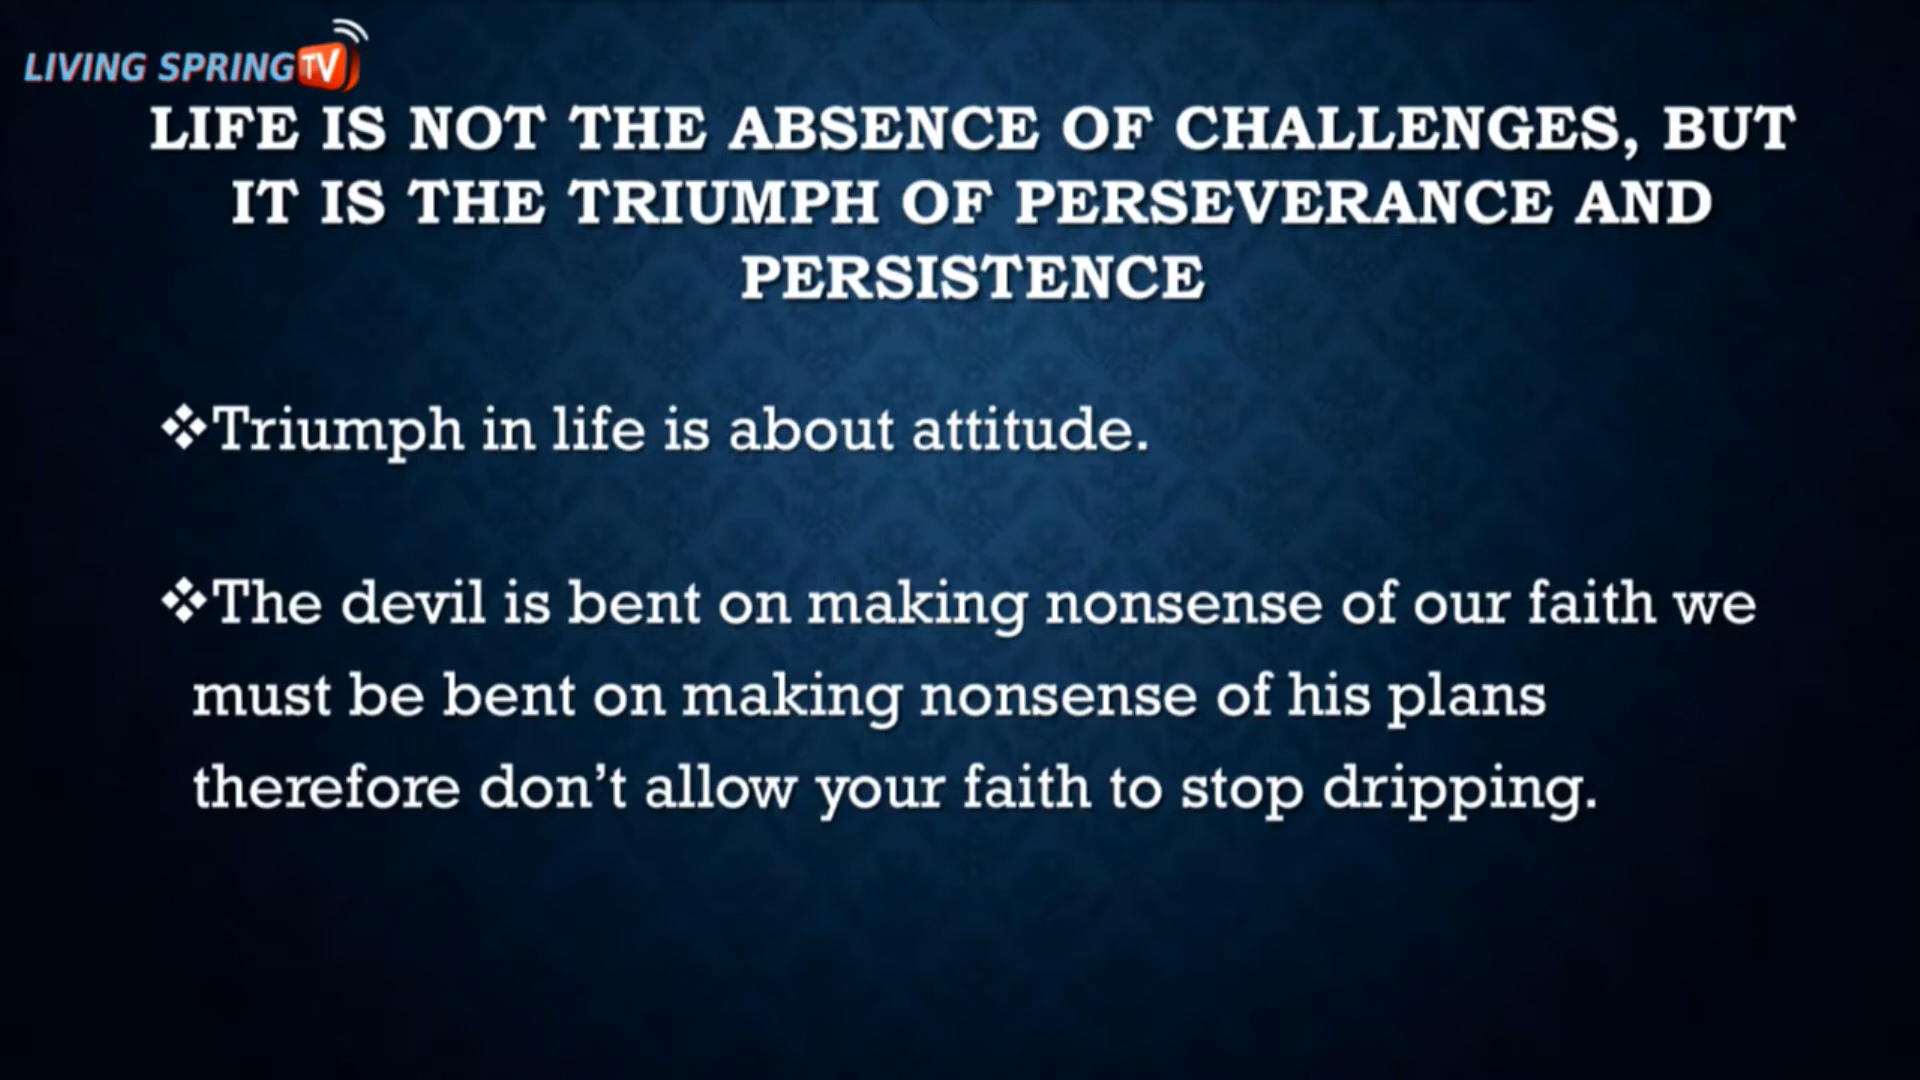 LIVING SPRING TV
LIFE IS NOT THE ABSENCE OF CHALLENGES, BUT
IT IS THE TRIUMPH OF PERSEVERANCE AND
PERSISTENCE
❖Triumph in life is about attitude.
❖The devil is bent on making nonsense of our faith we
must be bent on making nonsense of his plans
therefore don’t allow your faith to stop dripping.